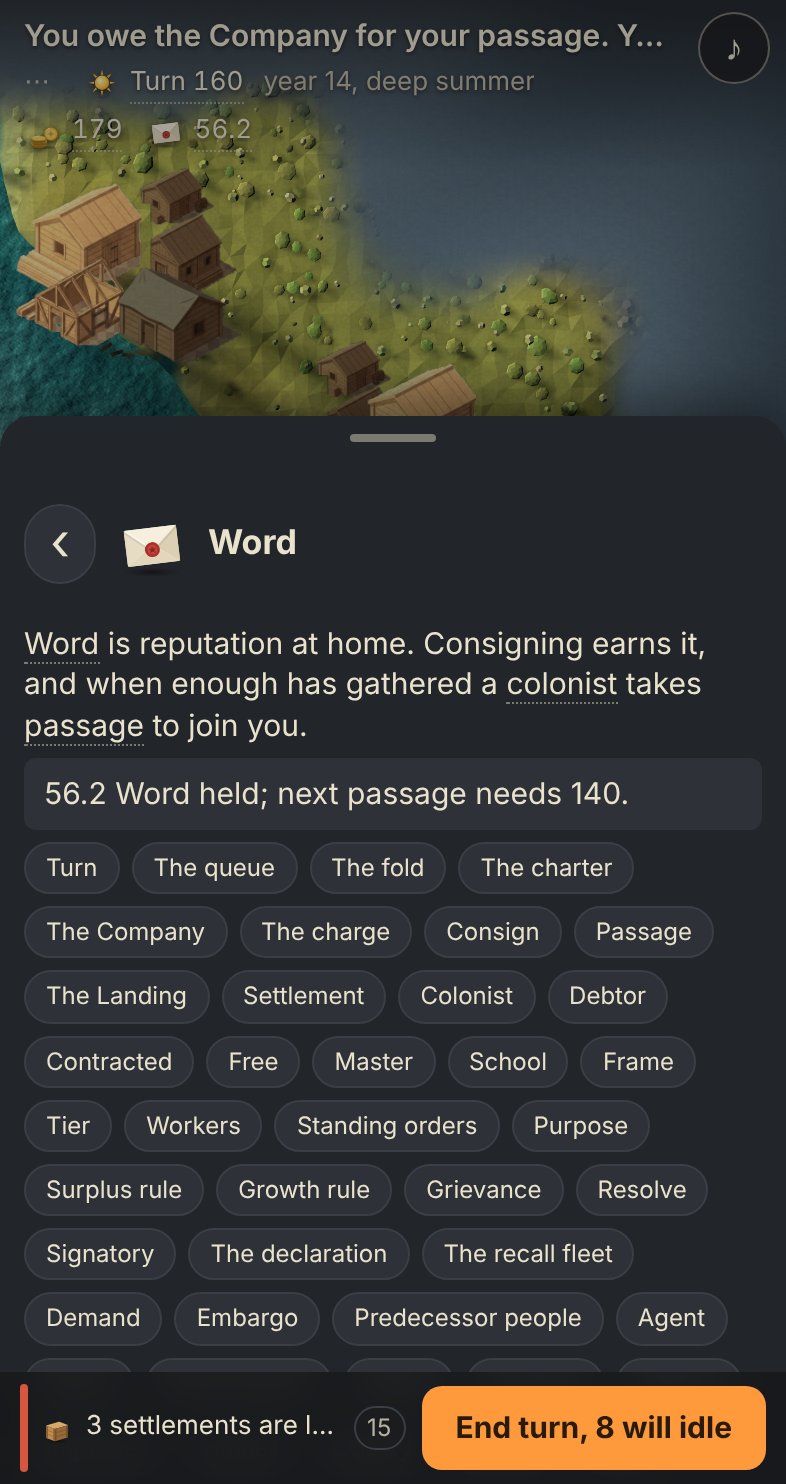 You owe the Company for your passage. Y...
... Turn 160 year 14, deep summer
179 56.2
Word
Word is reputation at home. Consigning earns it,
and when enough has gathered a colonist takes
passage to join you.
56.2 Word held; next passage needs 140.
Turn The queue The fold The charter
The Company The charge Consign Passage
The Landing Settlement Colonist Debtor
Contracted Free Master School Frame
Tier Workers Standing orders Purpose
Surplus rule Growth rule Grievance Resolve
Signatory The declaration The recall fleet
Demand Embargo Predecessor people Agent
3 settlements are l... 15 End turn, 8 will idle